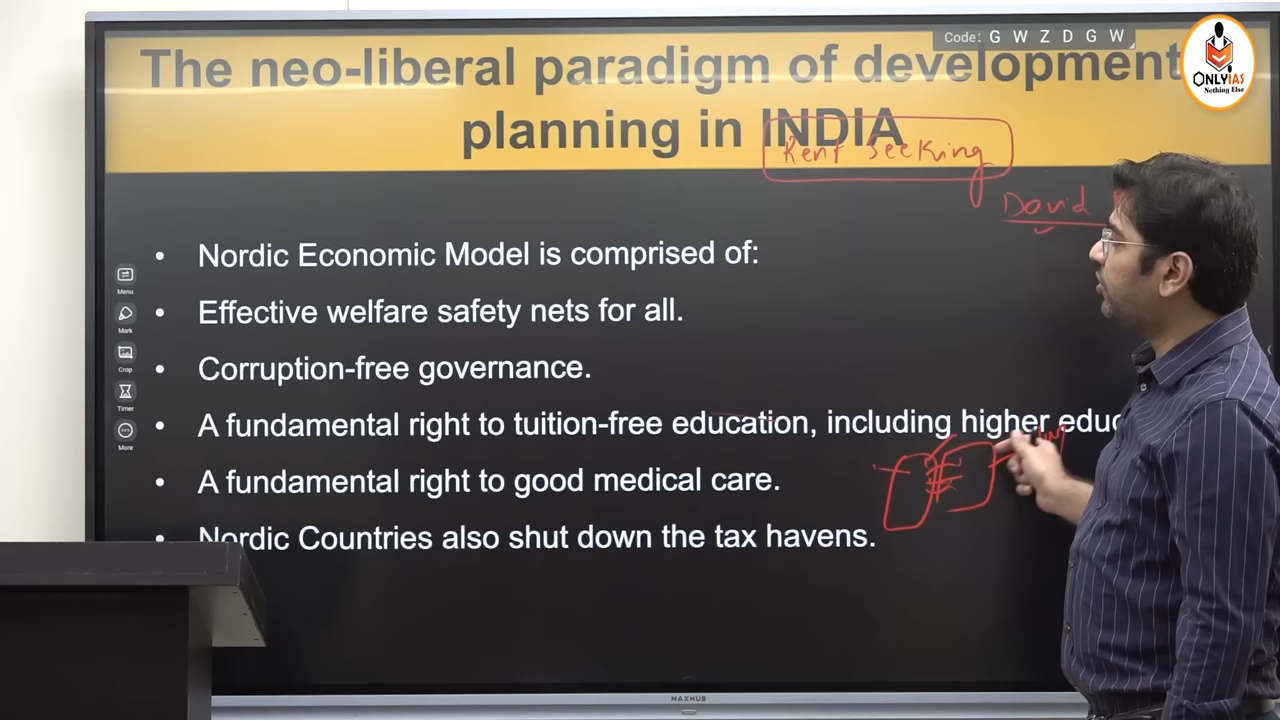 Code: G W Z D G W
ONLYIAS
Nothing Else
The neo-liberal paradigm of development
planning in INDIA
Rent Seeking
David
Menu
Mark
Crop
Timer
More
• Nordic Economic Model is comprised of:
• Effective welfare safety nets for all.
• Corruption-free governance.
• A fundamental right to tuition-free education, including higher educ
• A fundamental right to good medical care.
• Nordic Countries also shut down the tax havens.
MAXHUB